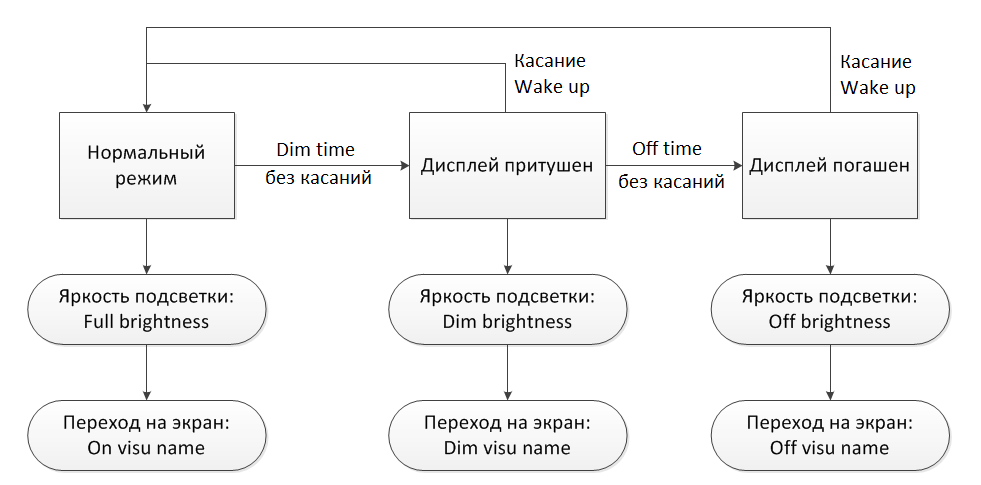 Касание
Wake up
Касание
Wake up
Нормальный
режим
Dim time
без касаний
Дисплей притушен
Off time
без касаний
Дисплей погашен
Яркость подсветки:
Full brightness
Яркость подсветки:
Dim brightness
Яркость подсветки:
Off brightness
Переход на экран:
On visu name
Переход на экран:
Dim visu name
Переход на экран:
Off visu name